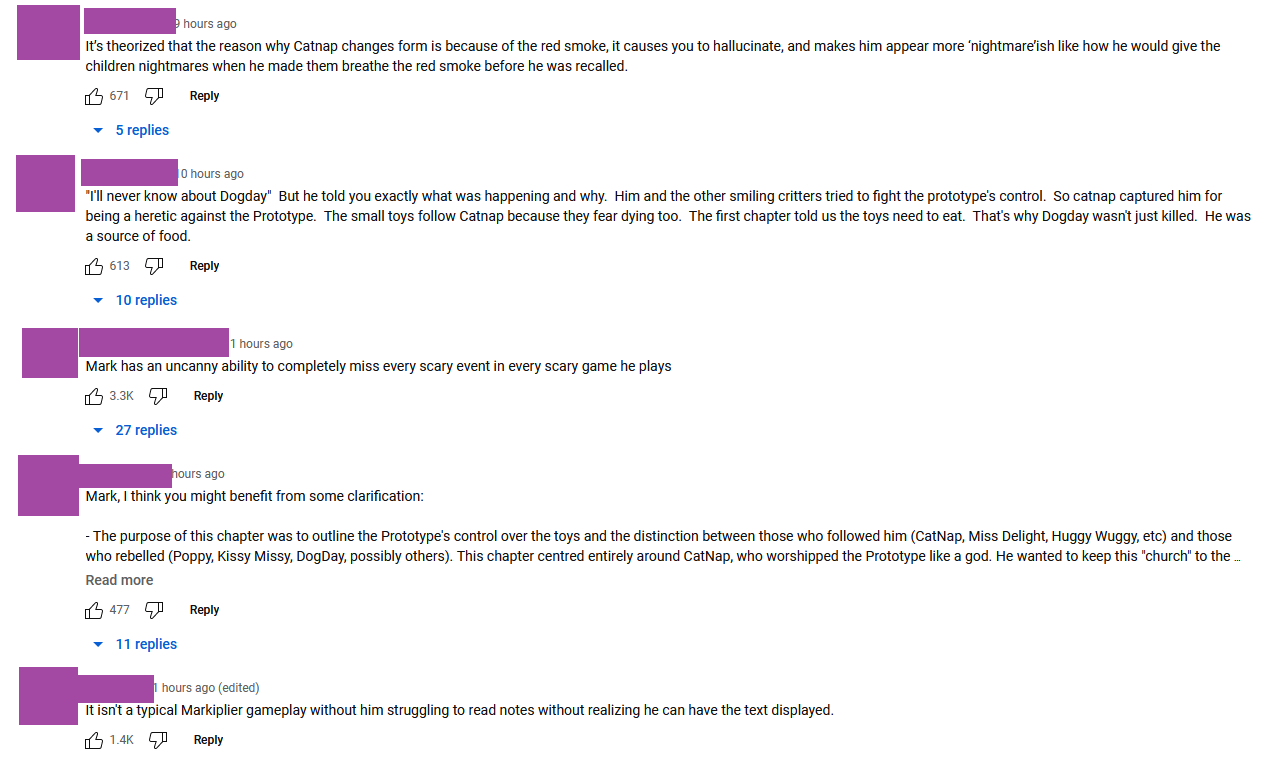 9 hours ago
It's theorized that the reason why Catnap changes form is because of the red smoke, it causes you to hallucinate, and makes him appear more ‘nightmare’ish like how he would give the
children nightmares when he made them breathe the red smoke before he was recalled.
671 Reply
5 replies
0 hours ago
"I'll never know about Dogday"  But he told you exactly what was happening and why.  Him and the other smiling critters tried to fight the prototype's control.  So catnap captured him for
being a heretic against the Prototype.  The small toys follow Catnap because they fear dying too.  The first chapter told us the toys need to eat.  That's why Dogday wasn't just killed.  He was
a source of food.
613 Reply
10 replies
1 hours ago
Mark has an uncanny ability to completely miss every scary event in every scary game he plays
3.3K Reply
27 replies
hours ago
Mark, I think you might benefit from some clarification:
- The purpose of this chapter was to outline the Prototype's control over the toys and the distinction between those who followed him (CatNap, Miss Delight, Huggy Wuggy, etc) and those
who rebelled (Poppy, Kissy Missy, DogDay, possibly others). This chapter centred entirely around CatNap, who worshipped the Prototype like a god. He wanted to keep this "church" to the ...
Read more
477 Reply
11 replies
1 hours ago (edited)
It isn't a typical Markiplier gameplay without him struggling to read notes without realizing he can have the text displayed.
1.4K Reply